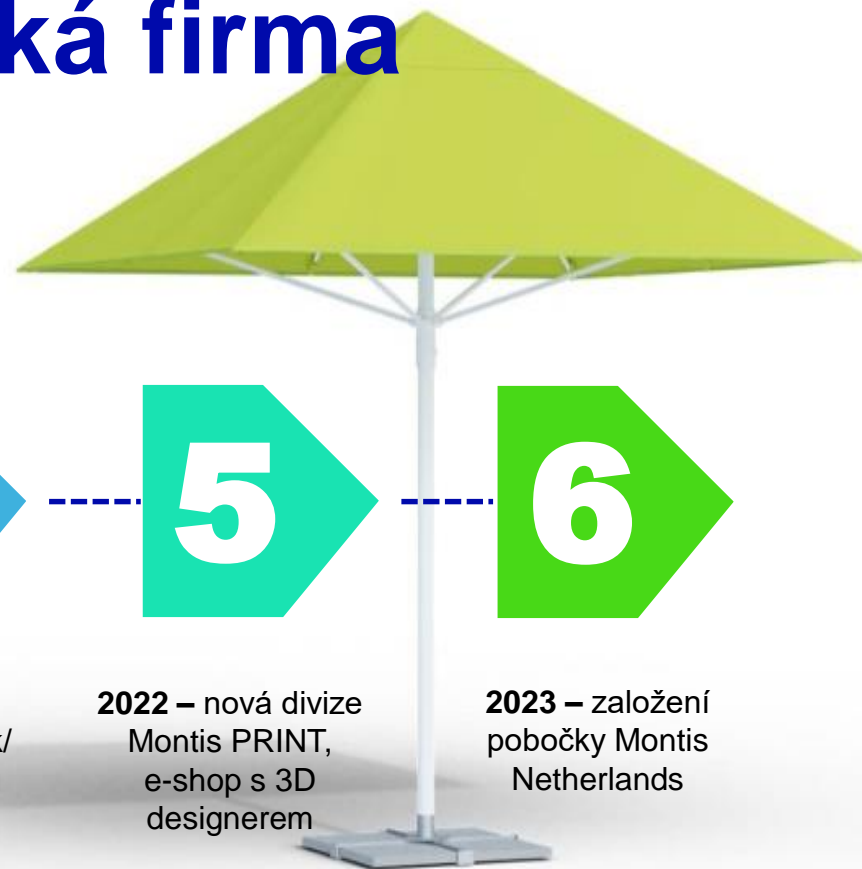 ká firma
5
6
2022 – nová divize
Montis PRINT,
e-shop s 3D
designerem
2023 – založení
pobočky Montis
Netherlands